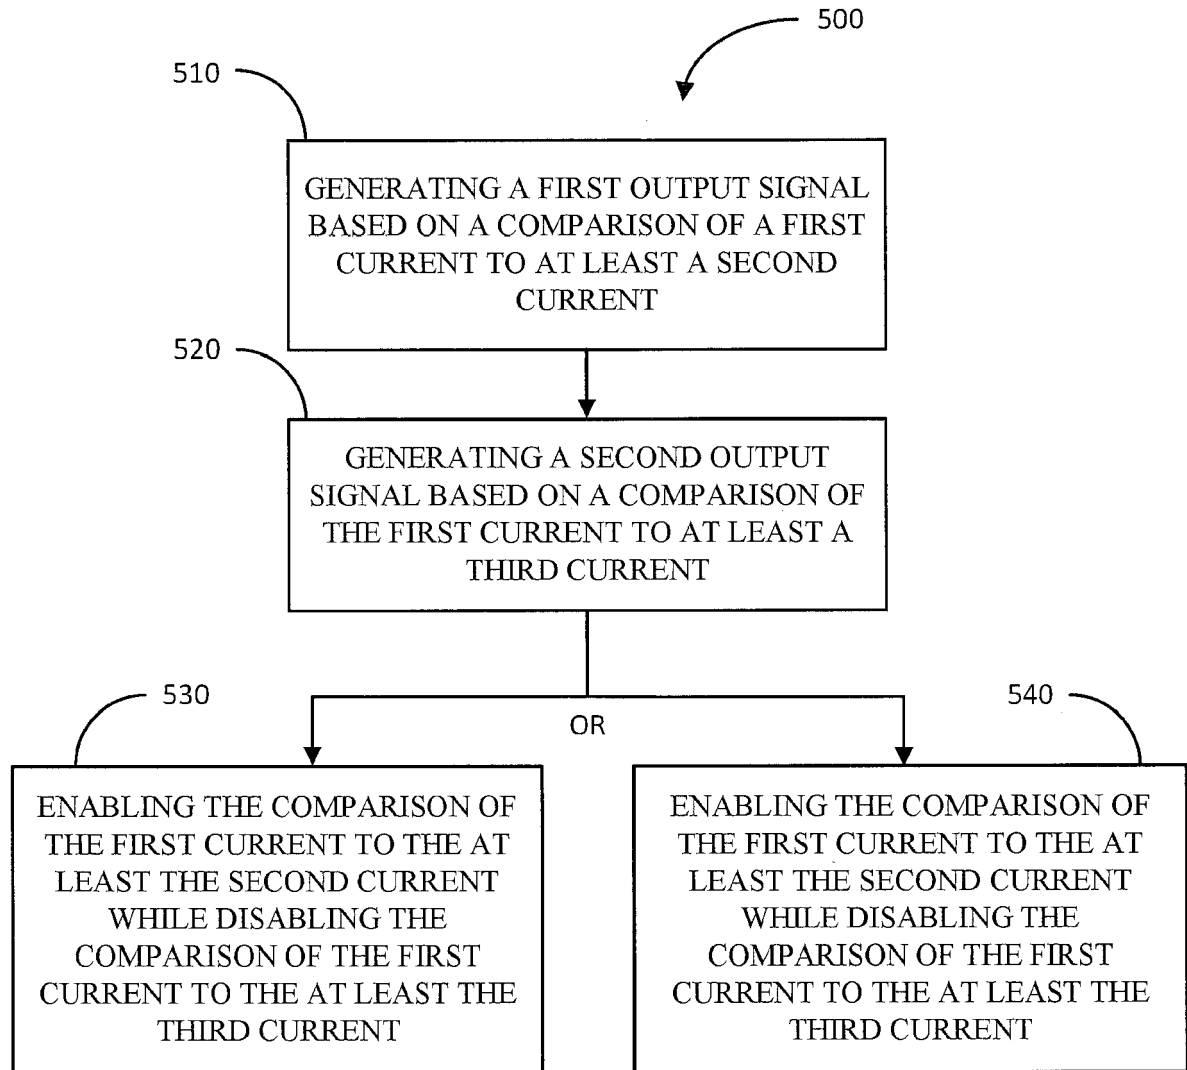 500
510
GENERATING A FIRST OUTPUT SIGNAL
BASED ON A COMPARISON OF A FIRST
CURRENT TO AT LEAST A SECOND
CURRENT
520
GENERATING A SECOND OUTPUT
SIGNAL BASED ON A COMPARISON OF
THE FIRST CURRENT TO AT LEAST A
THIRD CURRENT
OR
530
ENABLING THE COMPARISON OF
THE FIRST CURRENT TO THE AT
LEAST THE SECOND CURRENT
WHILE DISABLING THE
COMPARISON OF THE FIRST
CURRENT TO THE AT LEAST THE
THIRD CURRENT
540
ENABLING THE COMPARISON OF
THE FIRST CURRENT TO THE AT
LEAST THE SECOND CURRENT
WHILE DISABLING THE
COMPARISON OF THE FIRST
CURRENT TO THE AT LEAST THE
THIRD CURRENT